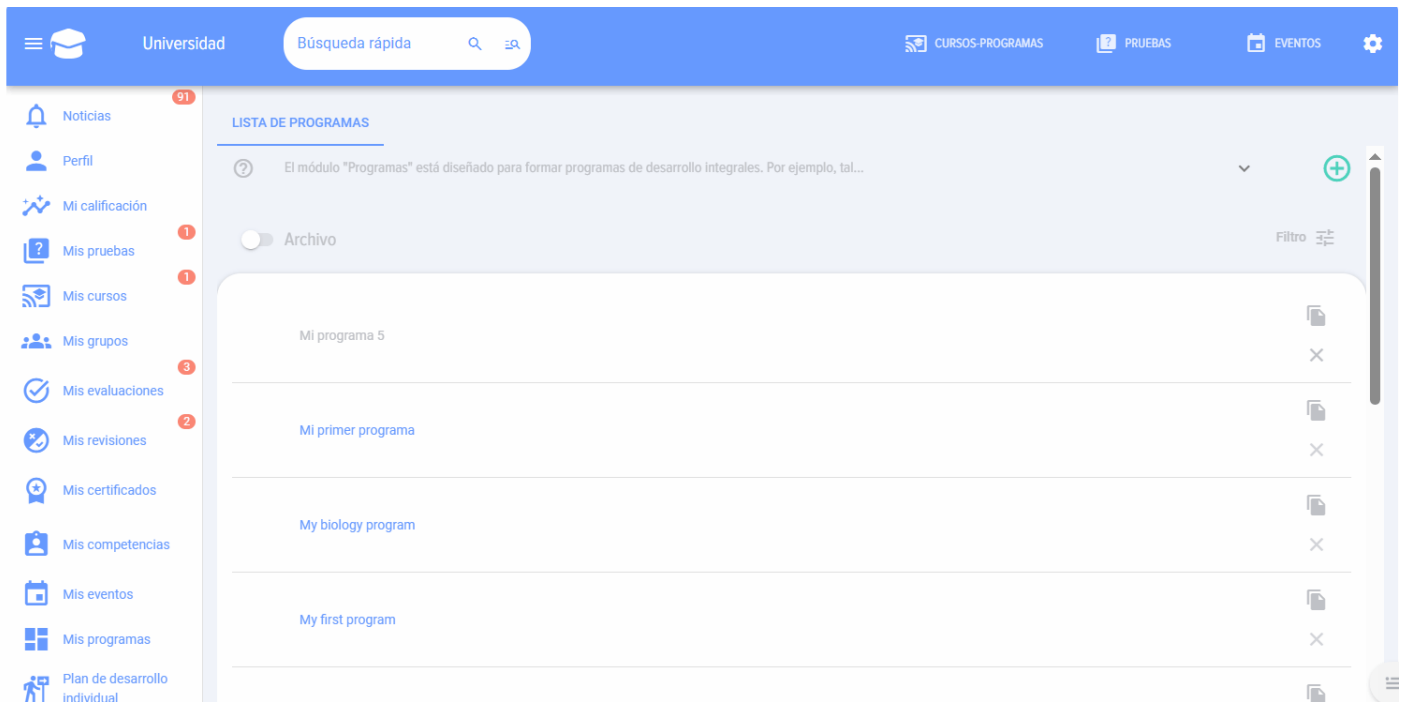 Universidad
Búsqueda rápida
CURSOS-PROGRAMAS
PRUEBAS
EVENTOS
91
Noticias
Perfil
Mi calificación
1
Mis pruebas
1
Mis cursos
Mis grupos
3
Mis evaluaciones
2
Mis revisiones
Mis certificados
Mis competencias
Mis eventos
Mis programas
Plan de desarrollo
individual
LISTA DE PROGRAMAS
El módulo "Programas" está diseñado para formar programas de desarrollo integrales. Por ejemplo, tal...
Archivo
Filtro
Mi programa 5
Mi primer programa
My biology program
My first program